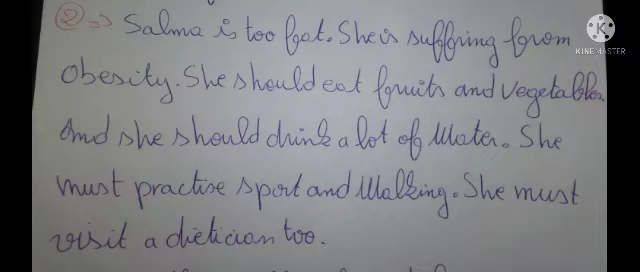 ② => Salma is too fat. She is suffring from
KINEMASTER
obesity. She should eat fruits and vegetables
And she should drink a lot of Water. She
must practise sport and Walking. She must
visit a dietician too.